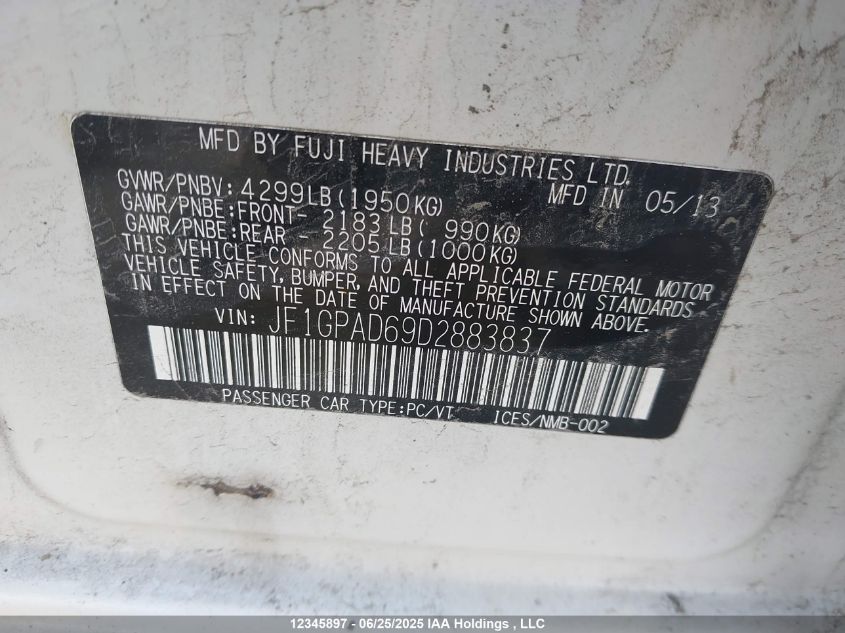 MFD BY FUJI HEAVY INDUSTRIES LTD.
GVWR/PNBV: 4299LB(1950KG) MFD IN 05/13
GAWR/PNBE:FRONT- 2183LB( 990KG)
GAWR/PNBE:REAR - 2205LB(1000KG)
THIS VEHICLE CONFORMS TO ALL APPLICABLE FEDERAL MOTOR
VEHICLE SAFETY, BUMPER, AND THEFT PREVENTION STANDARDS
IN EFFECT ON THE DATE OF MANUFACTURE SHOWN ABOVE.
VIN: JF1GPAD69D2883837
PASSENGER CAR TYPE:PC/VT ICES/NMB-002
12345897 - 06/25/2025 IAA Holdings , LLC